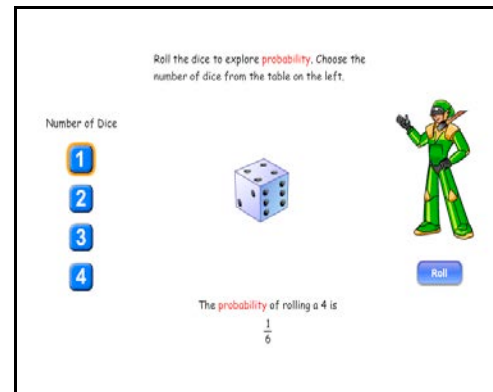 Roll the dice to explore probability. Choose the
number of dice from the table on the left.
Number of Dice
1
2
3
4
Roll
The probability of rolling a 4 is
1
6